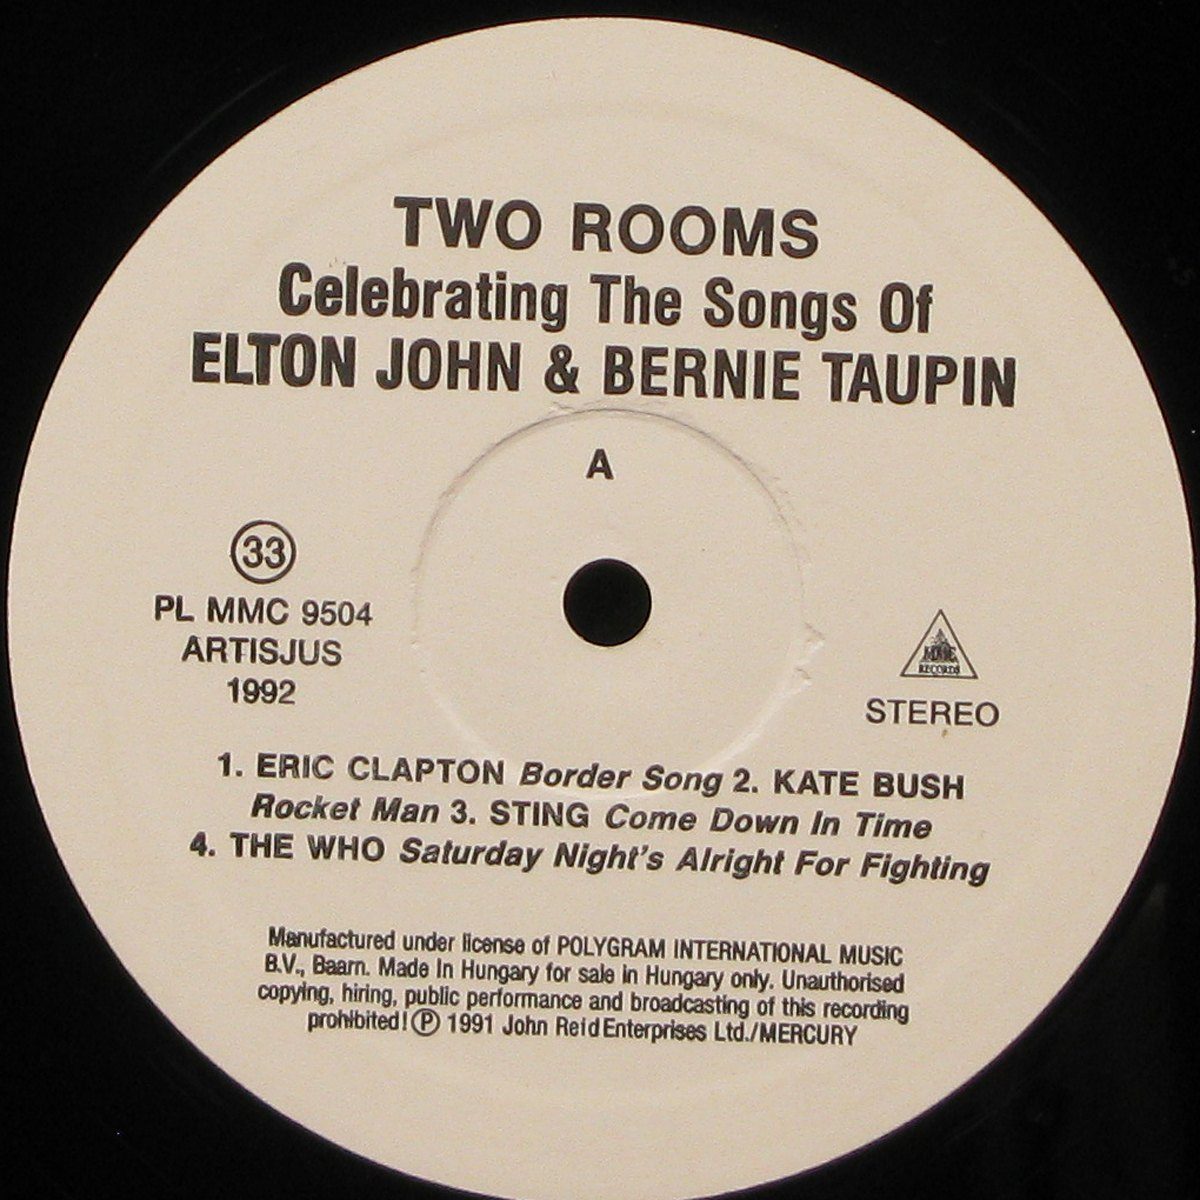 TWO ROOMS
Celebrating The Songs Of
ELTON JOHN & BERNIE TAUPIN
A
33
PL MMC 9504
ARTISJUS
1992
MMC
RECORDS
STEREO
1. ERIC CLAPTON Border Song 2. KATE BUSH
Rocket Man 3. STING Come Down In Time
4. THE WHO Saturday Night's Alright For Fighting
Manufactured under license of POLYGRAM INTERNATIONAL MUSIC
B.V., Baarn. Made In Hungary for sale in Hungary only. Unauthorised
copying, hiring, public performance and broadcasting of this recording
prohibited! Ⓟ 1991 John Reid Enterprises Ltd./MERCURY